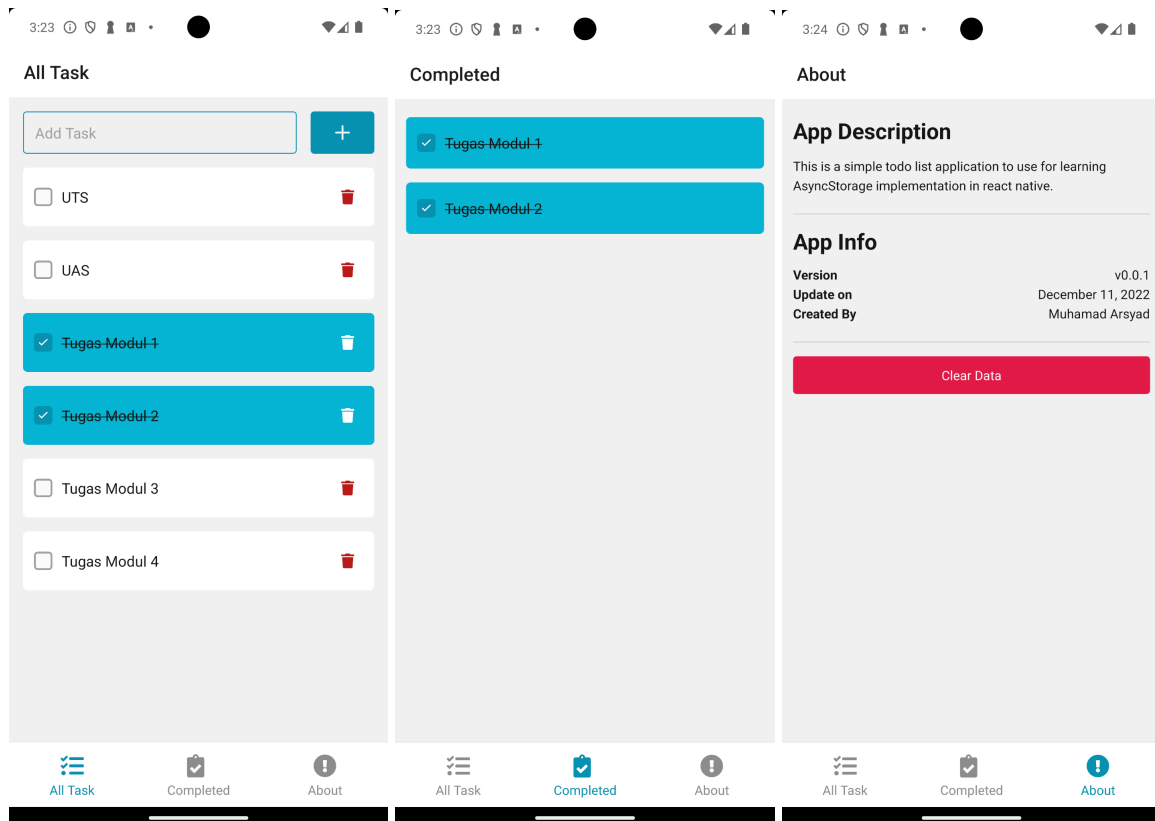 3:23
All Task
Add Task
UTS
UAS
Tugas Modul 1
Tugas Modul 2
Tugas Modul 3
Tugas Modul 4
All Task Completed About
3:23
Completed
Tugas Modul 1
Tugas Modul 2
All Task Completed About
3:24
About
App Description
This is a simple todo list application to use for learning
AsyncStorage implementation in react native.
App Info
Version v0.0.1
Update on December 11, 2022
Created By Muhamad Arsyad
Clear Data
All Task Completed About